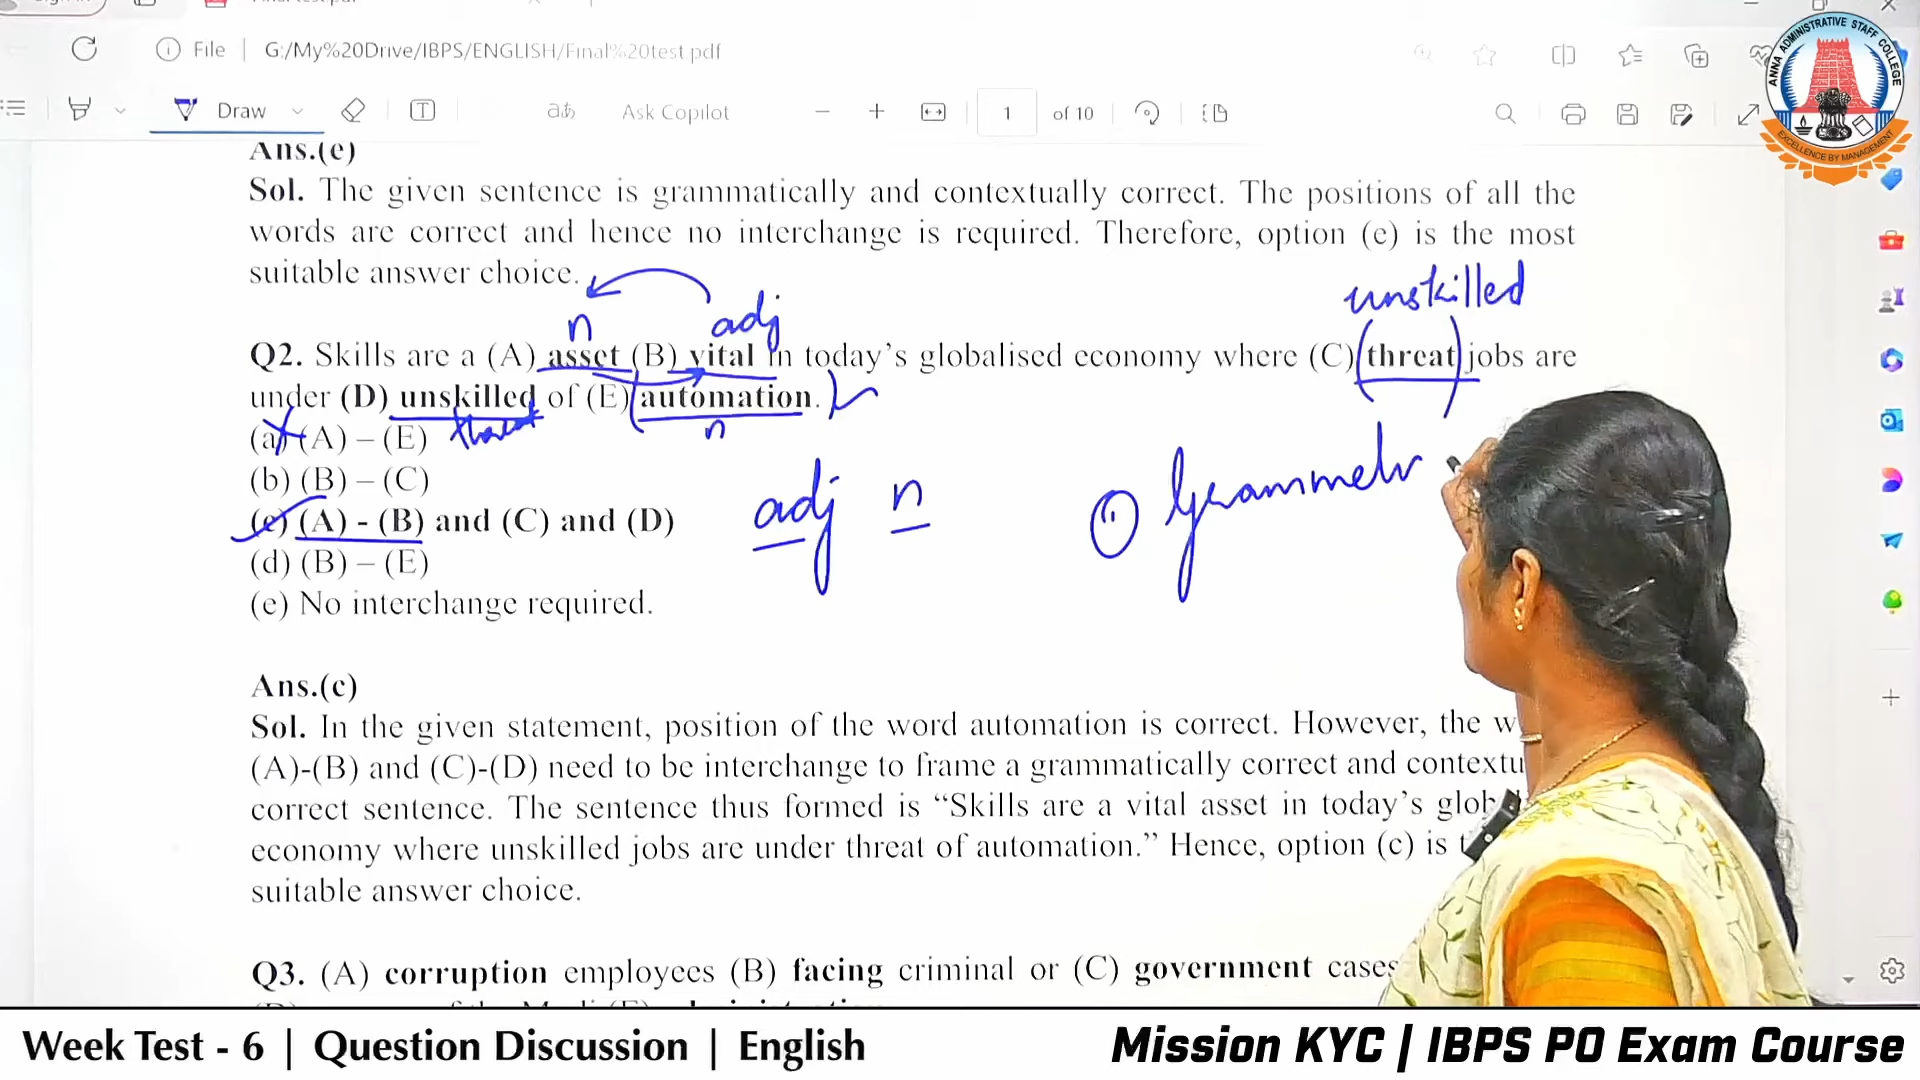 File | G:/My%20Drive/IBPS/ENGLISH/Final%20test.pdf
Draw T aあ Ask Copilot − + 1 of 10
ANNA ADMINISTRATIVE STAFF COLLEGE
EXCELLENCE BY MANAGEMENT
Ans.(e)
Sol. The given sentence is grammatically and contextually correct. The positions of all the
words are correct and hence no interchange is required. Therefore, option (e) is the most
suitable answer choice.
unskilled
n adj
Q2. Skills are a (A) asset (B) vital in today's globalised economy where (C) threat jobs are
under (D) unskilled of (E) automation.
threat n
(a) (A) – (E)
(b) (B) – (C)
(c) (A) - (B) and (C) and (D)
(d) (B) – (E)
(e) No interchange required.
adj n
①
Ans.(c)
Sol. In the given statement, position of the word automation is correct. However, the
(A)-(B) and (C)-(D) need to be interchange to frame a grammatically correct and
correct sentence. The sentence thus formed is “Skills are a vital asset in today's
economy where unskilled jobs are under threat of automation.” Hence, option (c) is
suitable answer choice.
Q3. (A) corruption employees (B) facing criminal or (C) government cases
Week Test - 6 | Question Discussion | English
Mission KYC | IBPS PO Exam Course